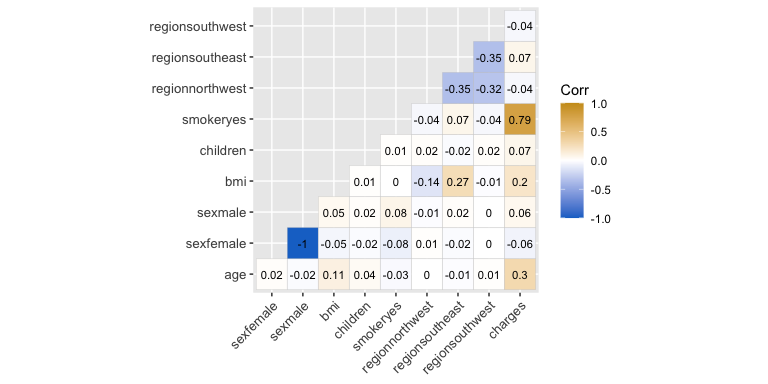 regionsouthwest -0.04
regionsoutheast -0.35 0.07
regionnorthwest -0.35 -0.32 -0.04
smokeryes -0.04 0.07 -0.04 0.79
children 0.01 0.02 -0.02 0.02 0.07
bmi 0.01 0 -0.14 0.27 -0.01 0.2
sexmale 0.05 0.02 0.08 -0.01 0.02 0 0.06
sexfemale -1 -0.05 -0.02 -0.08 0.01 -0.02 0 -0.06
age 0.02 -0.02 0.11 0.04 -0.03 0 -0.01 0.01 0.3
sexfemale
sexmale
bmi
children
smokeryes
regionnorthwest
regionsoutheast
regionsouthwest
charges
Corr
1.0
0.5
0.0
-0.5
-1.0